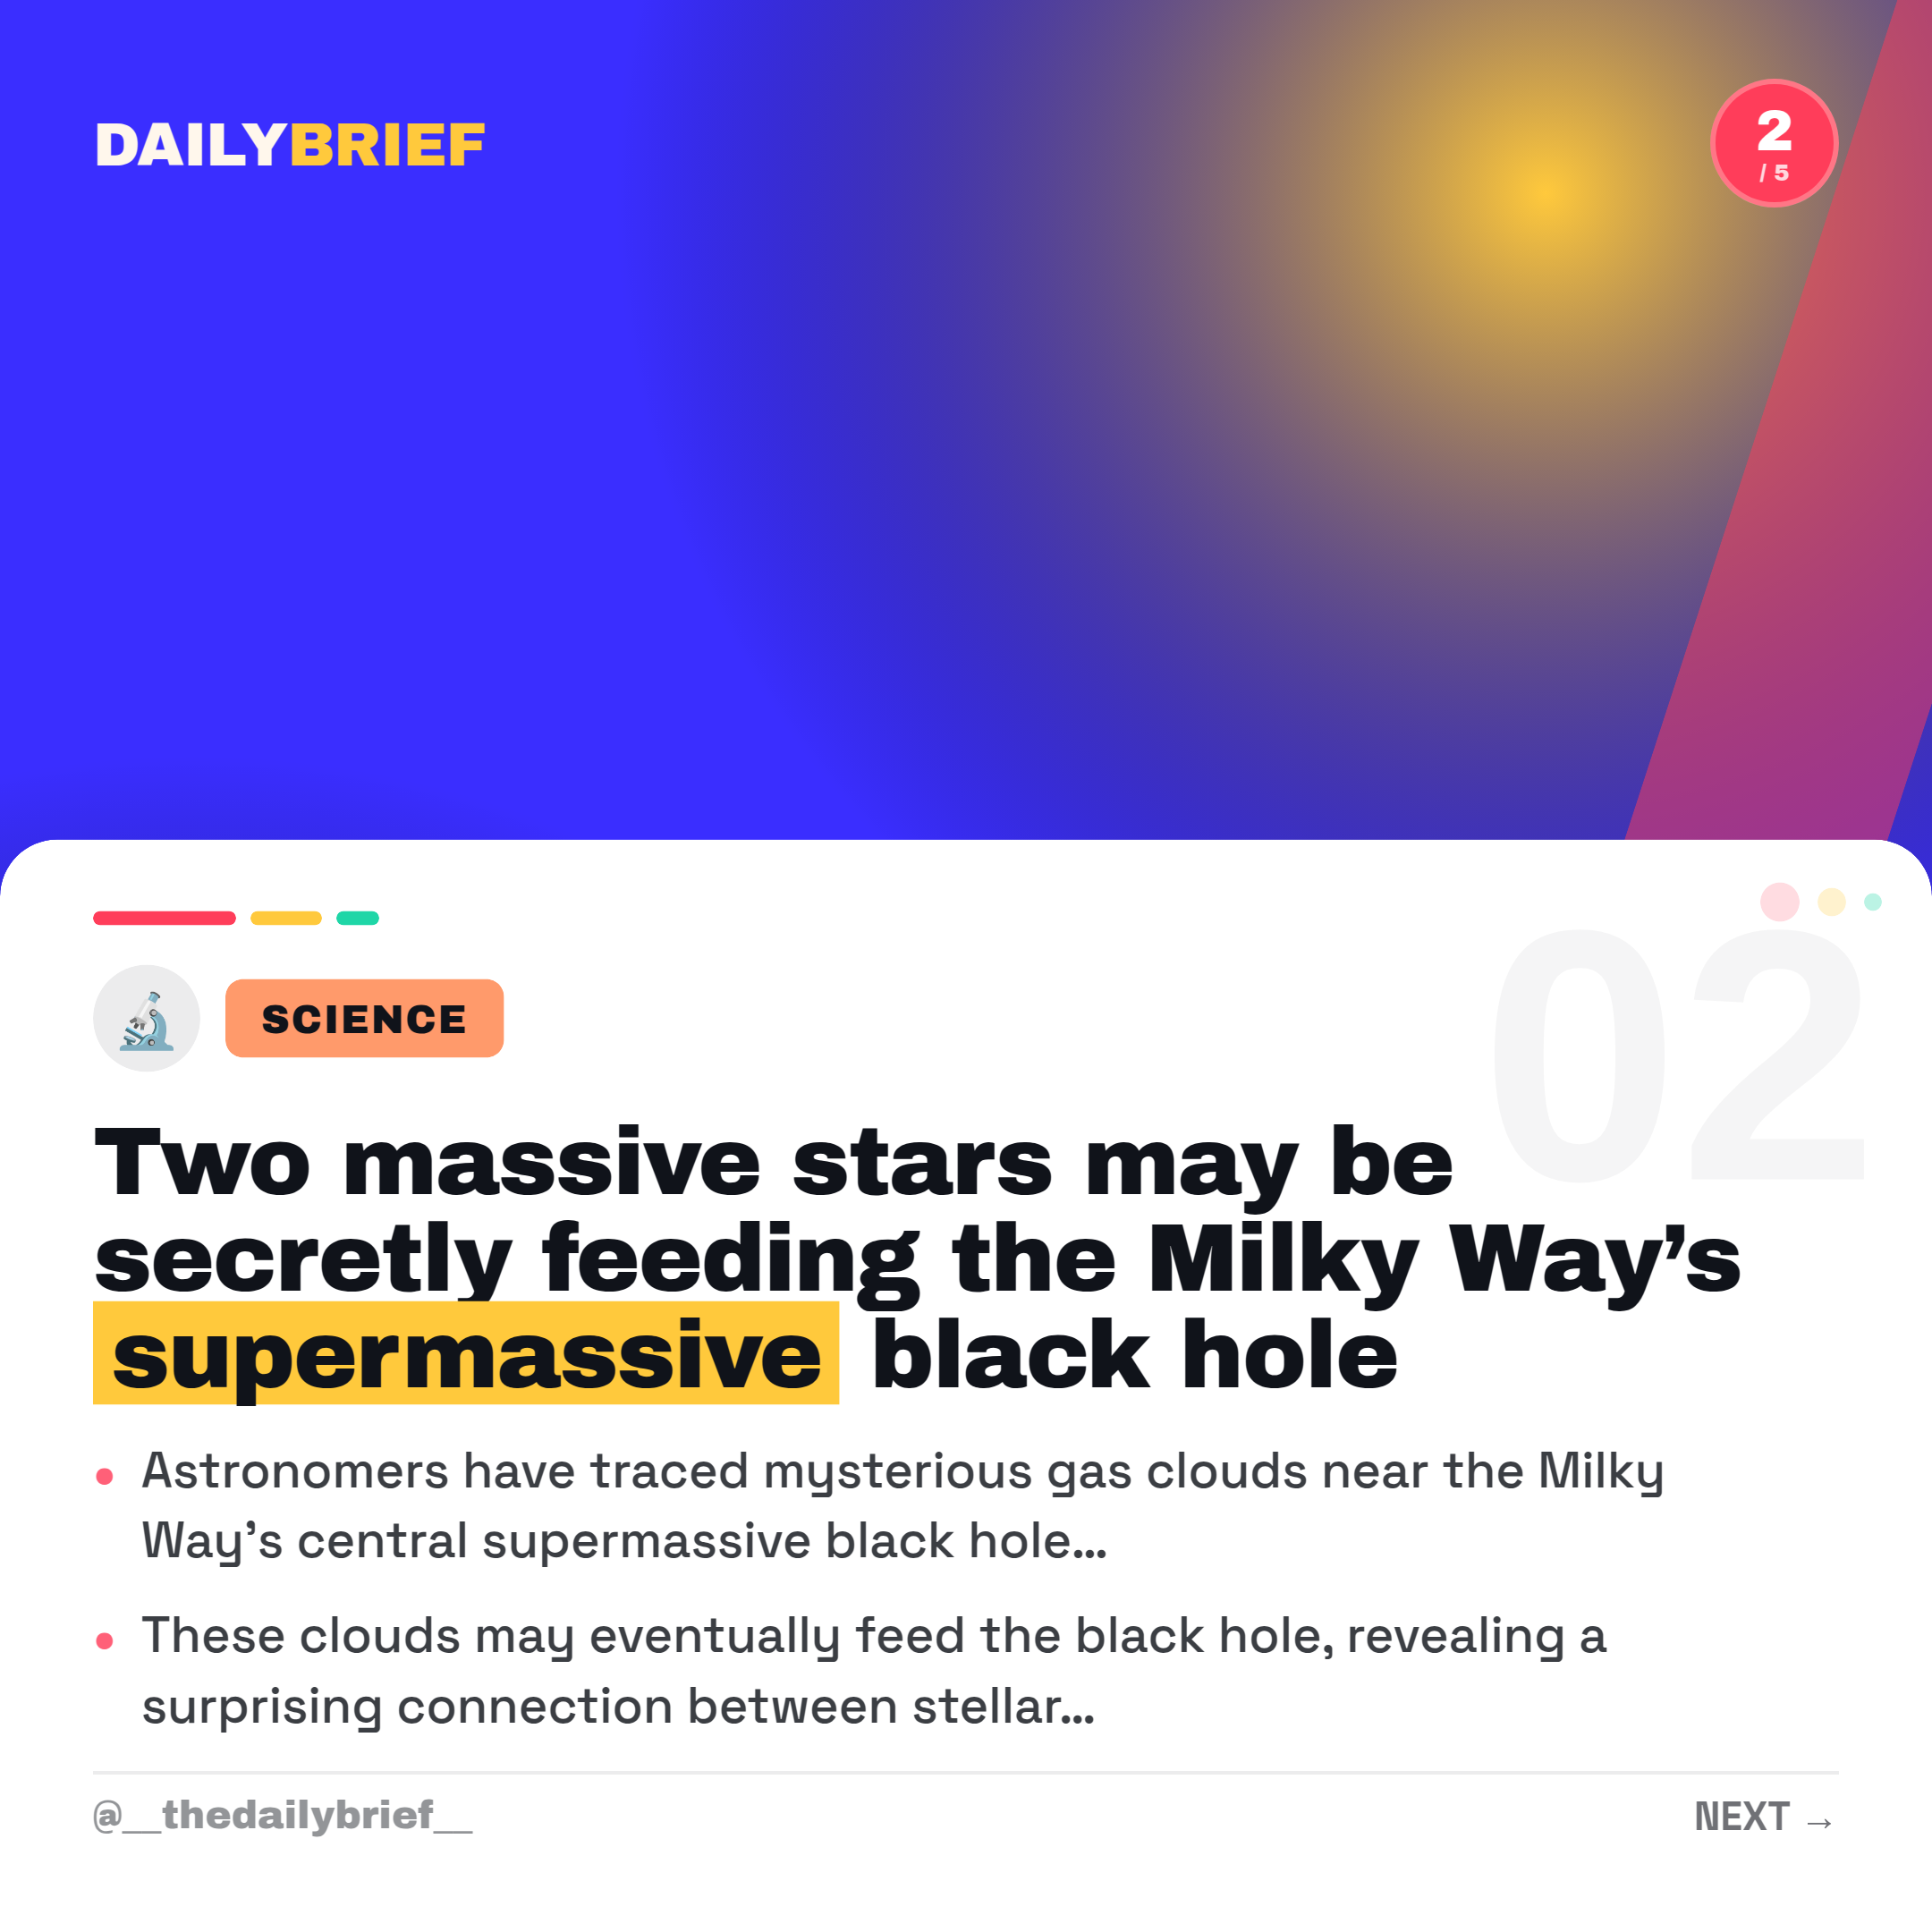 DAILYBRIEF
2
/ 5
02
🔬 SCIENCE
Two massive stars may be
secretly feeding the Milky Way’s
supermassive black hole
• Astronomers have traced mysterious gas clouds near the Milky
Way’s central supermassive black hole…
• These clouds may eventually feed the black hole, revealing a
surprising connection between stellar…
@__thedailybrief__
NEXT →